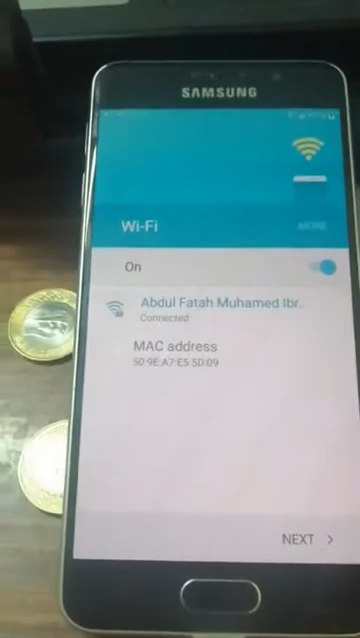 SAMSUNG
Wi-Fi
MORE
On
Abdul Fatah Muhamed Ibr..
Connected
MAC address
50:9E:A7:E5:5D:09
NEXT >